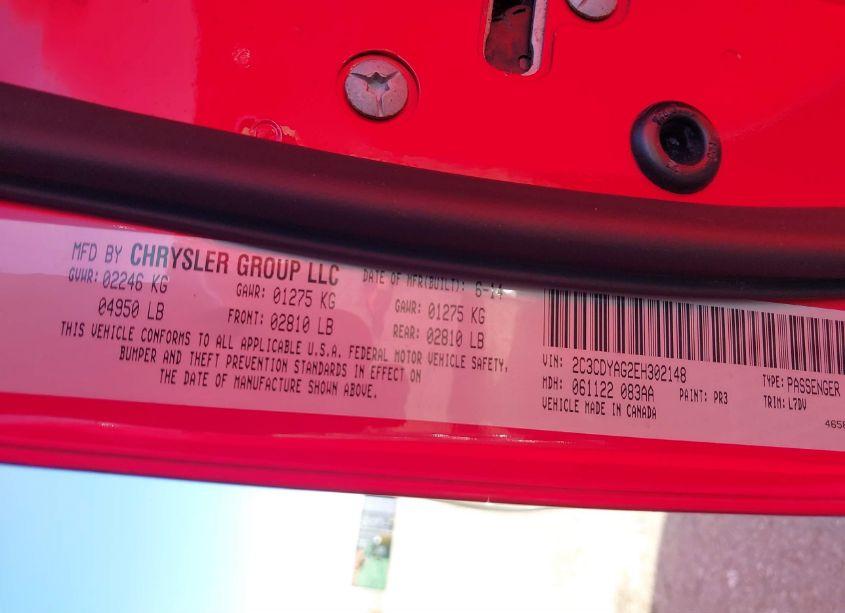 MFD BY CHRYSLER GROUP LLC
DATE OF MFR(BUILT): 6-14
GVWR: 02246 KG
04950 LB
GAWR: 01275 KG
FRONT: 02810 LB
GAWR: 01275 KG
REAR: 02810 LB
THIS VEHICLE CONFORMS TO ALL APPLICABLE U.S.A. FEDERAL MOTOR VEHICLE SAFETY,
BUMPER AND THEFT PREVENTION STANDARDS IN EFFECT ON
THE DATE OF MANUFACTURE SHOWN ABOVE.
VIN: 2C3CDYAG2EH302148
TYPE: PASSENGER
MDH: 061122 083AA
PAINT: PR3
TRIM: L7DV
VEHICLE MADE IN CANADA